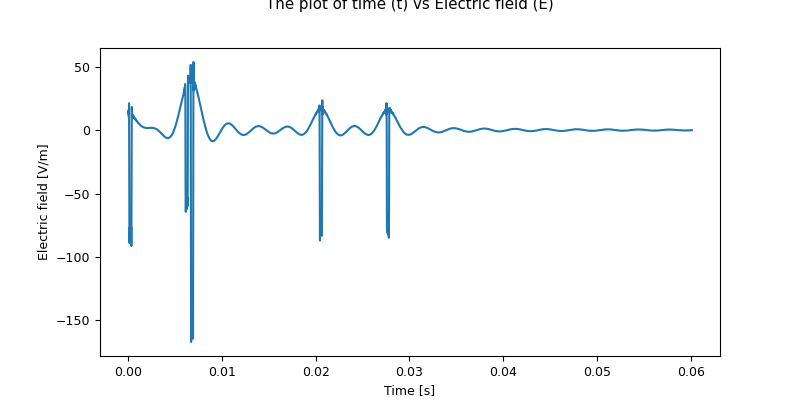 The plot of time (t) vs Electric field (E)
Electric field [V/m]
50
0
−50
−100
−150
0.00 0.01 0.02 0.03 0.04 0.05 0.06
Time [s]